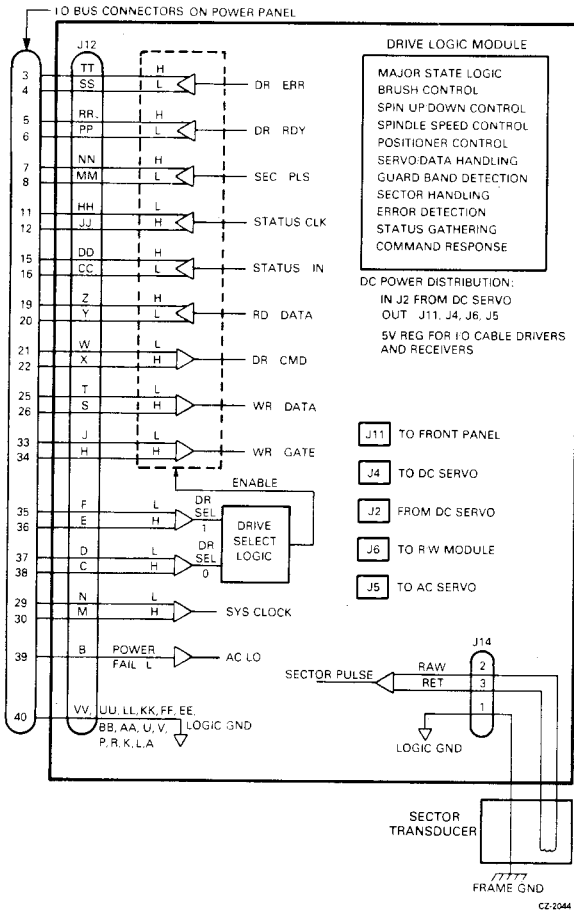 I O BUS CONNECTORS ON POWER PANEL
J12
DRIVE LOGIC MODULE
MAJOR STATE LOGIC
BRUSH CONTROL
SPIN UP DOWN CONTROL
SPINDLE SPEED CONTROL
POSITIONER CONTROL
SERVO/DATA HANDLING
GUARD BAND DETECTION
SECTOR HANDLING
ERROR DETECTION
STATUS GATHERING
COMMAND RESPONSE
3 TT H
4 SS L DR ERR
5 RR H
6 PP L DR RDY
7 NN H
8 MM L SEC PLS
11 HH L
12 JJ H STATUS CLK
15 DD H
16 CC L STATUS IN
19 Z H
20 Y L RD DATA
21 W L
22 X H DR CMD
25 T L
26 S H WR DATA
33 J L
34 H H WR GATE
DC POWER DISTRIBUTION:
IN J2 FROM DC SERVO
OUT J11, J4, J6, J5
5V REG FOR I/O CABLE DRIVERS
AND RECEIVERS
ENABLE
35 F L
36 E H
DR
SEL
1
37 D L
38 C H
DR
SEL
0
DRIVE
SELECT
LOGIC
29 N L
30 M H SYS CLOCK
39 B POWER
FAIL L AC LO
40 VV, UU, LL, KK, FF, EE,
BB, AA, U, V,
P, R, K, L, A
LOGIC GND
J11 TO FRONT PANEL
J4 TO DC SERVO
J2 FROM DC SERVO
J6 TO R W MODULE
J5 TO AC SERVO
J14
SECTOR PULSE
RAW 2
RET 3
1
LOGIC GND
SECTOR
TRANSDUCER
FRAME GND
CZ-2044